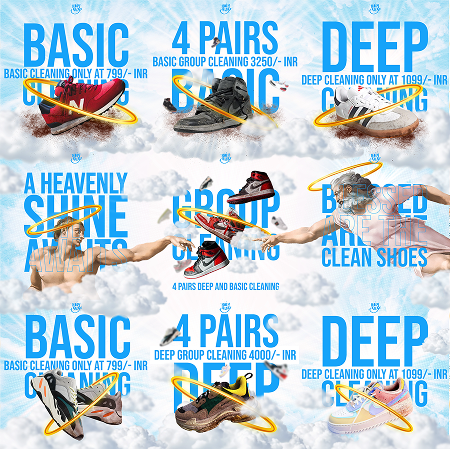 BASIC
BASIC CLEANING ONLY AT 799/- INR
CLEANING
N
4 PAIRS
BASIC GROUP CLEANING 3250/- INR
BASIC
DEEP
DEEP CLEANING ONLY AT 1099/- INR
CLEANING
A HEAVENLY
SHINE
AWAITS
GROUP
CLEANING
4 PAIRS DEEP AND BASIC CLEANING
BLESSED
ARE THE
CLEAN SHOES
BASIC
BASIC CLEANING ONLY AT 799/- INR
CLEANING
4 PAIRS
DEEP GROUP CLEANING 4000/- INR
DEEP
DEEP
DEEP CLEANING ONLY AT 1099/- INR
CLEANING